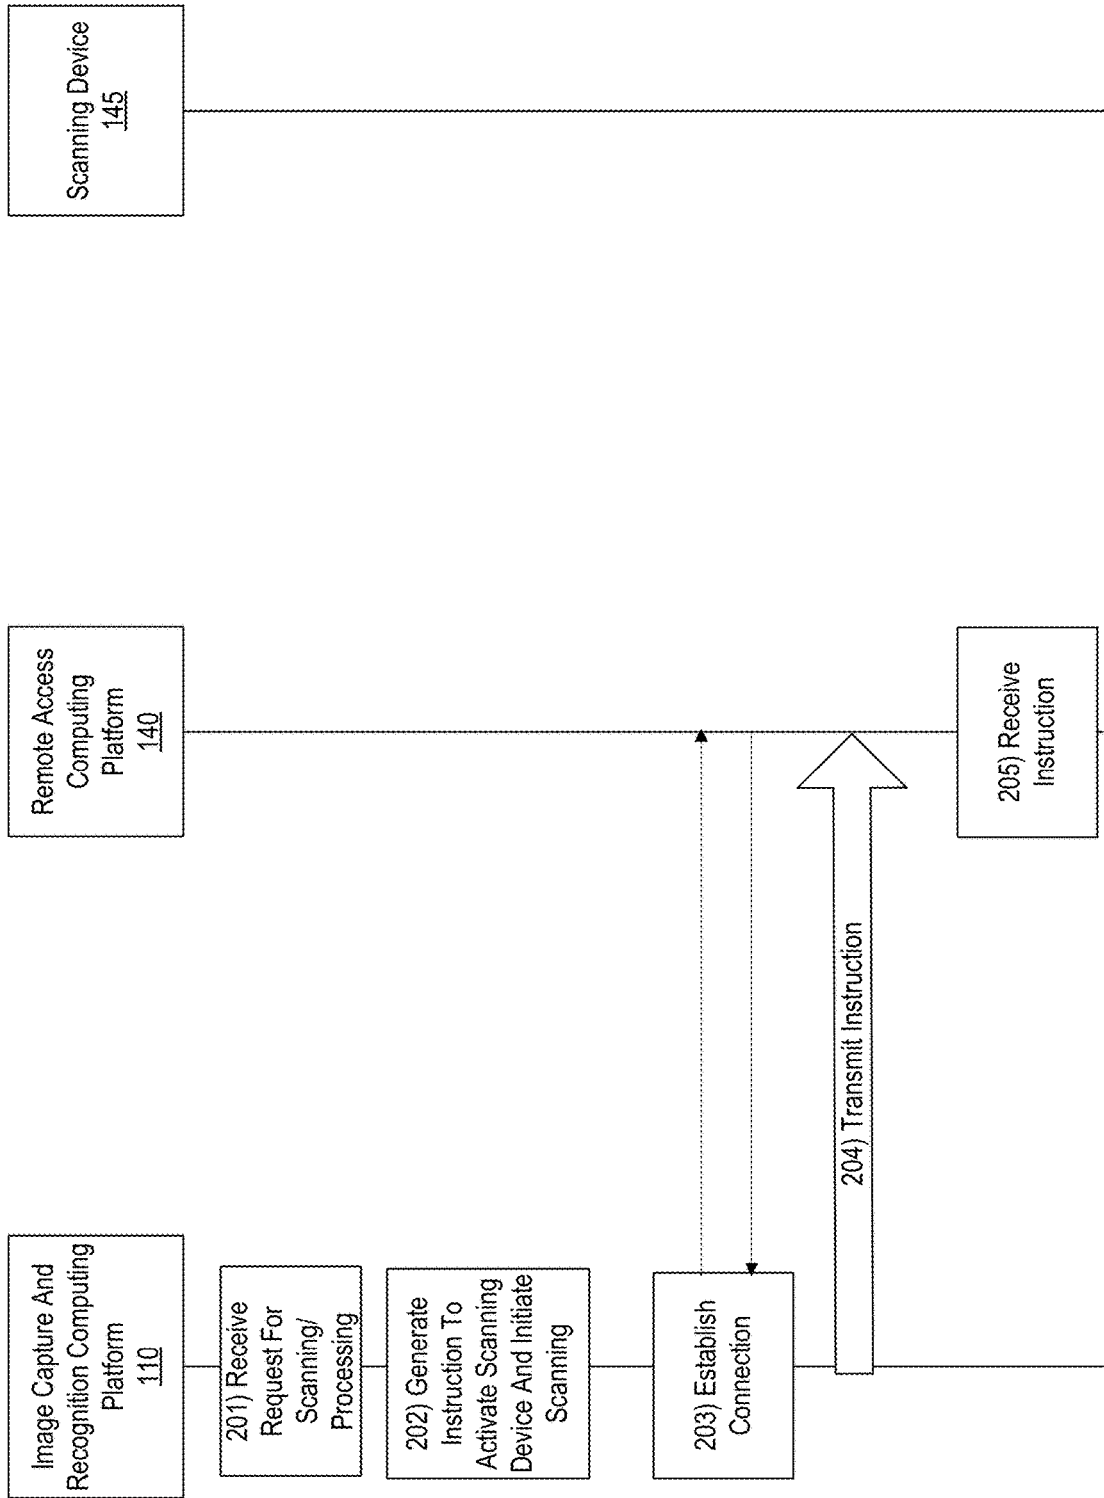 Image Capture And
Recognition Computing
Platform
110
Remote Access
Computing
Platform
140
Scanning Device
145
201) Receive
Request For
Scanning/
Processing
202) Generate
Instruction To
Activate Scanning
Device And Initiate
Scanning
203) Establish
Connection
204) Transmit Instruction
205) Receive
Instruction